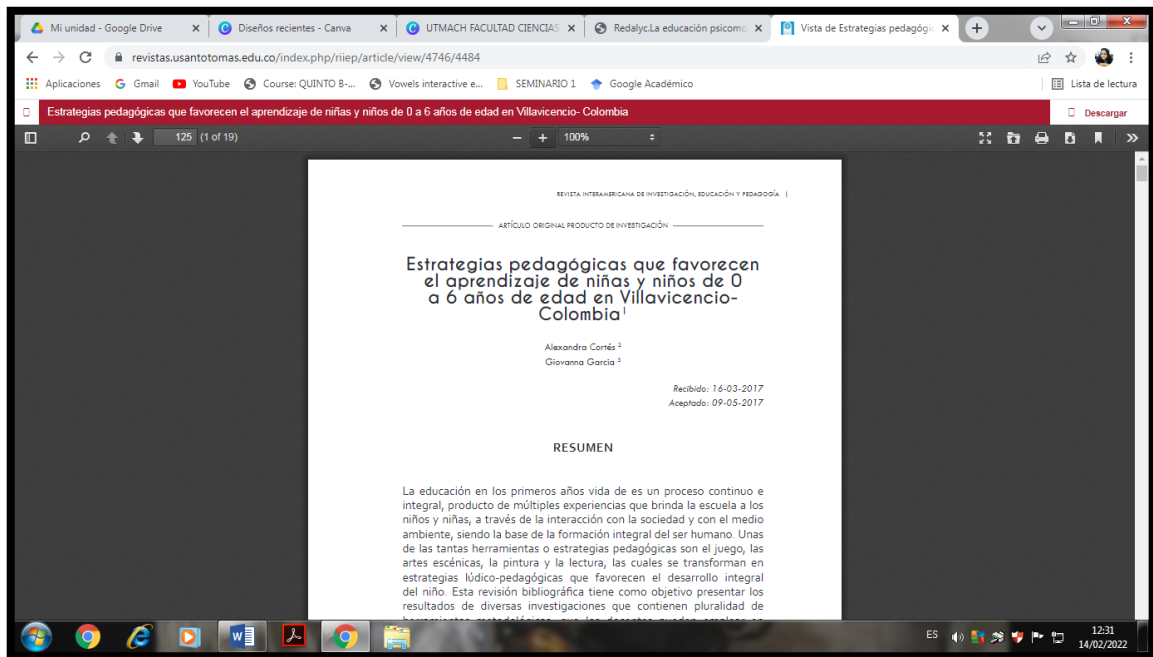 Mi unidad - Google Drive
Diseños recientes - Canva
UTMACH FACULTAD CIENCIAS
Redalyc.La educación psicomo
Vista de Estrategias pedagógic
revistas.usantotomas.edu.co/index.php/riiep/article/view/4746/4484
Aplicaciones
Gmail
YouTube
Course: QUINTO B-...
Vowels interactive e...
SEMINARIO 1
Google Académico
Lista de lectura
Estrategias pedagógicas que favorecen el aprendizaje de niñas y niños de 0 a 6 años de edad en Villavicencio- Colombia
Descargar
125 (1 of 19)
100%
REVISTA INTERAMERICANA DE INVESTIGACIÓN, EDUCACIÓN Y PEDAGOGÍA |
ARTÍCULO ORIGINAL PRODUCTO DE INVESTIGACIÓN
Estrategias pedagógicas que favorecen
el aprendizaje de niñas y niños de 0
a 6 años de edad en Villavicencio-
Colombia¹
Alexandra Cortés ²
Giovanna Garcia ³
Recibido: 16-03-2017
Aceptado: 09-05-2017
RESUMEN
La educación en los primeros años vida de es un proceso continuo e
integral, producto de múltiples experiencias que brinda la escuela a los
niños y niñas, a través de la interacción con la sociedad y con el medio
ambiente, siendo la base de la formación integral del ser humano. Unas
de las tantas herramientas o estrategias pedagógicas son el juego, las
artes escénicas, la pintura y la lectura, las cuales se transforman en
estrategias lúdico-pedagógicas que favorecen el desarrollo integral
del niño. Esta revisión bibliográfica tiene como objetivo presentar los
resultados de diversas investigaciones que contienen pluralidad de
ES
12:31
14/02/2022